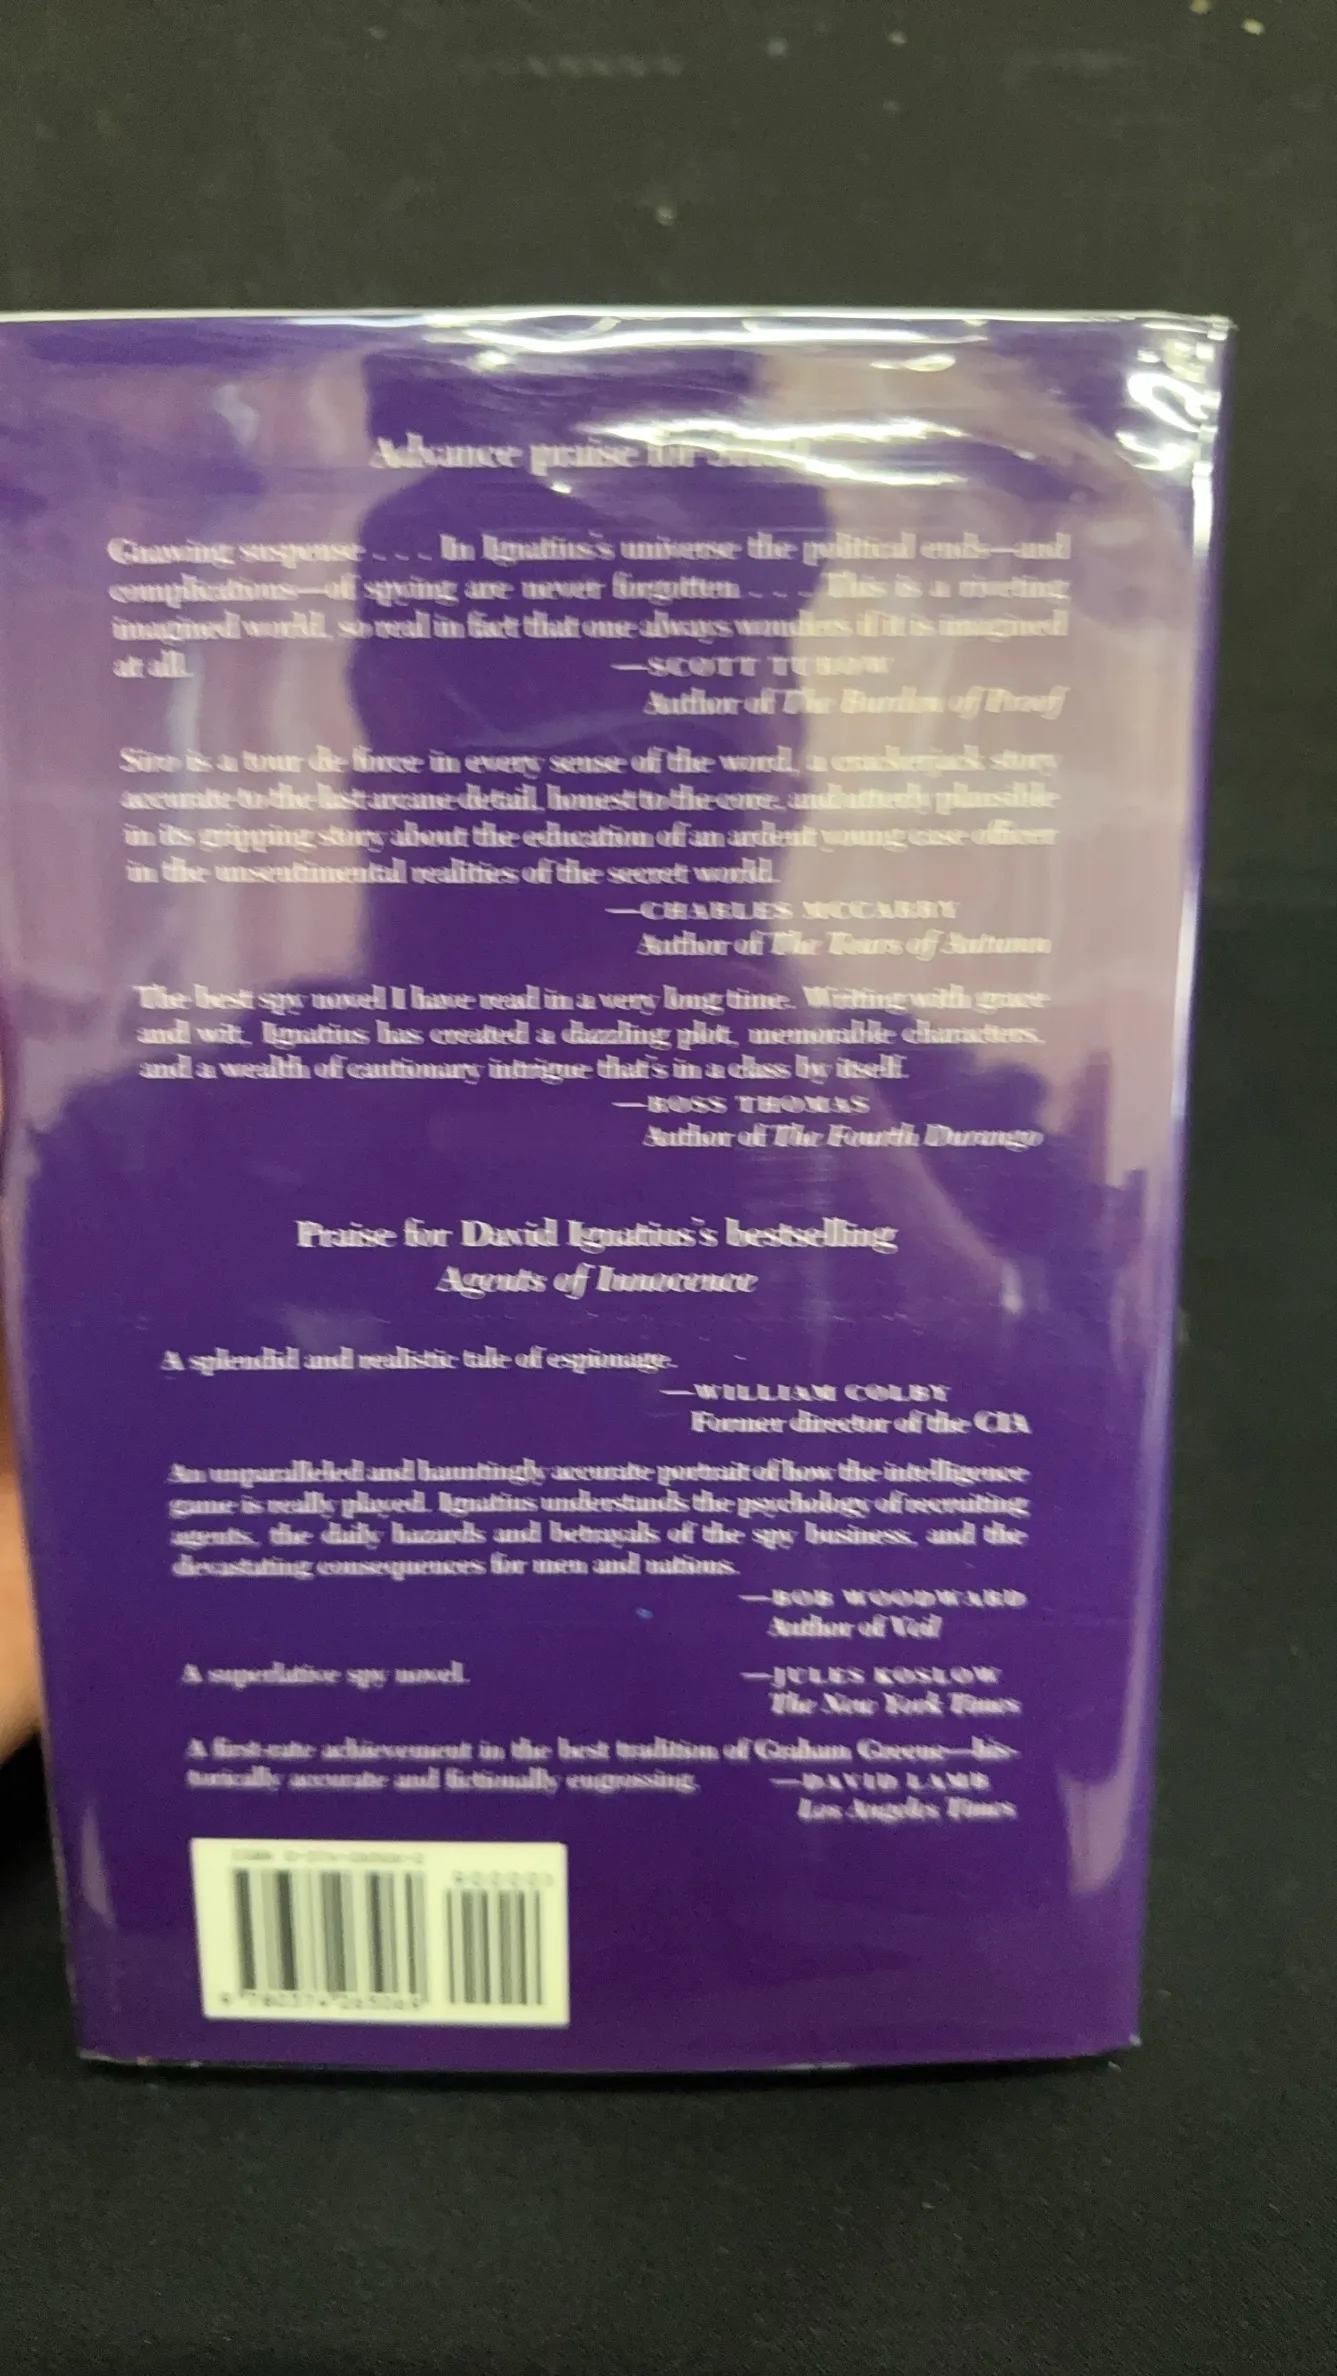 Advance praise for
Gnawing suspense . . . In Ignatius's universe the political ends—and
complications—of spying are never forgotten . . . This is a riveting
imagined world, so real in fact that one always wonders if it is imagined
at all.
—SCOTT TUROW
Author of The Burden of Proof
Siro is a tour de force in every sense of the word, a crackerjack story
accurate to the last arcane detail, honest to the core, and utterly plausible
in its gripping story about the education of an ardent young case officer
in the unsentimental realities of the secret world.
—CHARLES MCCARRY
Author of The Tears of Autumn
The best spy novel I have read in a very long time. Writing with grace
and wit, Ignatius has created a dazzling plot, memorable characters,
and a wealth of cautionary intrigue that's in a class by itself.
—ROSS THOMAS
Author of The Fourth Durango
Praise for David Ignatius's bestselling
Agents of Innocence
A splendid and realistic tale of espionage.
—WILLIAM COLBY
Former director of the CIA
An unparalleled and hauntingly accurate portrait of how the intelligence
game is really played. Ignatius understands the psychology of recruiting
agents, the daily hazards and betrayals of the spy business, and the
devastating consequences for men and nations.
—BOB WOODWARD
Author of Veil
A superlative spy novel.
—JULES KOSLOW
The New York Times
A first-rate achievement in the best tradition of Graham Greene—his-
torically accurate and fictionally engrossing.
—DAVID LAMB
Los Angeles Times
ISBN
90000